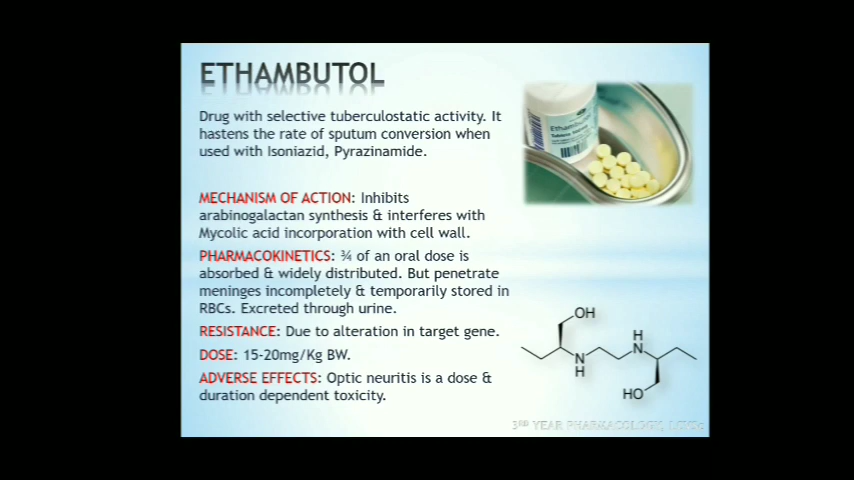 ETHAMBUTOL
Drug with selective tuberculostatic activity. It
hastens the rate of sputum conversion when
used with Isoniazid, Pyrazinamide.
MECHANISM OF ACTION: Inhibits
arabinogalactan synthesis & interferes with
Mycolic acid incorporation with cell wall.
PHARMACOKINETICS: ¾ of an oral dose is
absorbed & widely distributed. But penetrate
meninges incompletely & temporarily stored in
RBCs. Excreted through urine.
RESISTANCE: Due to alteration in target gene.
DOSE: 15-20mg/Kg BW.
ADVERSE EFFECTS: Optic neuritis is a dose &
duration dependent toxicity.
OH
H
N
N
H
HO
3RD YEAR PHARMACOLOGY,